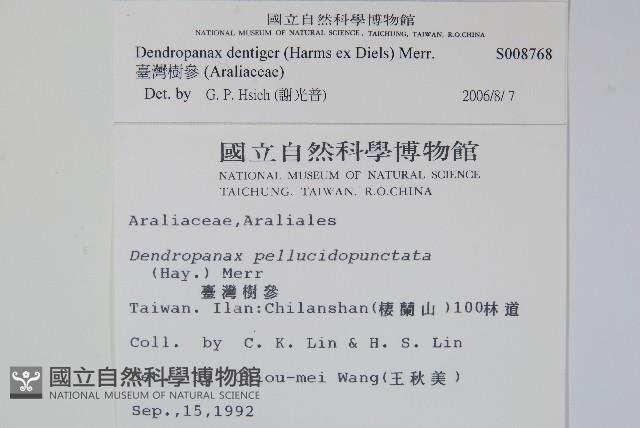 國立自然科學博物館
NATIONAL MUSEUM OF NATURAL SCIENCE, TAICHUNG, TAIWAN, R.O.CHINA
Dendropanax dentiger (Harms ex Diels) Merr. S008768
臺灣樹參 (Araliaceae)
Det. by G. P. Hsich (謝光普) 2006/8/7
國立自然科學博物館
NATIONAL MUSEUM OF NATURAL SCIENCE
TAICHUNG, TAIWAN, R.O.CHINA
Araliaceae,Araliales
Dendropanax pellucidopunctata
(Hay.) Merr
臺灣樹參
Taiwan. Ilan:Chilanshan(棲蘭山)100林道
Coll. by C. K. Lin & H. S. Lin
ou-mei Wang(王秋美)
Sep.,15,1992
國立自然科學博物館
NATIONAL MUSEUM OF NATURAL SCIENCE